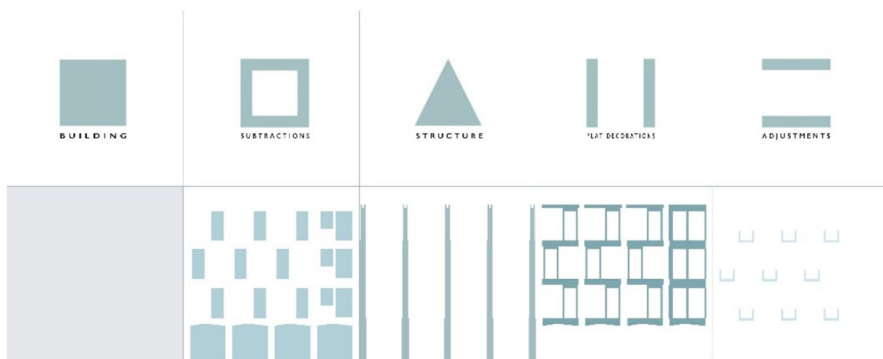 BUILDING
SUBTRACTIONS
STRUCTURE
FLAT DECORATIONS
ADJUSTMENTS